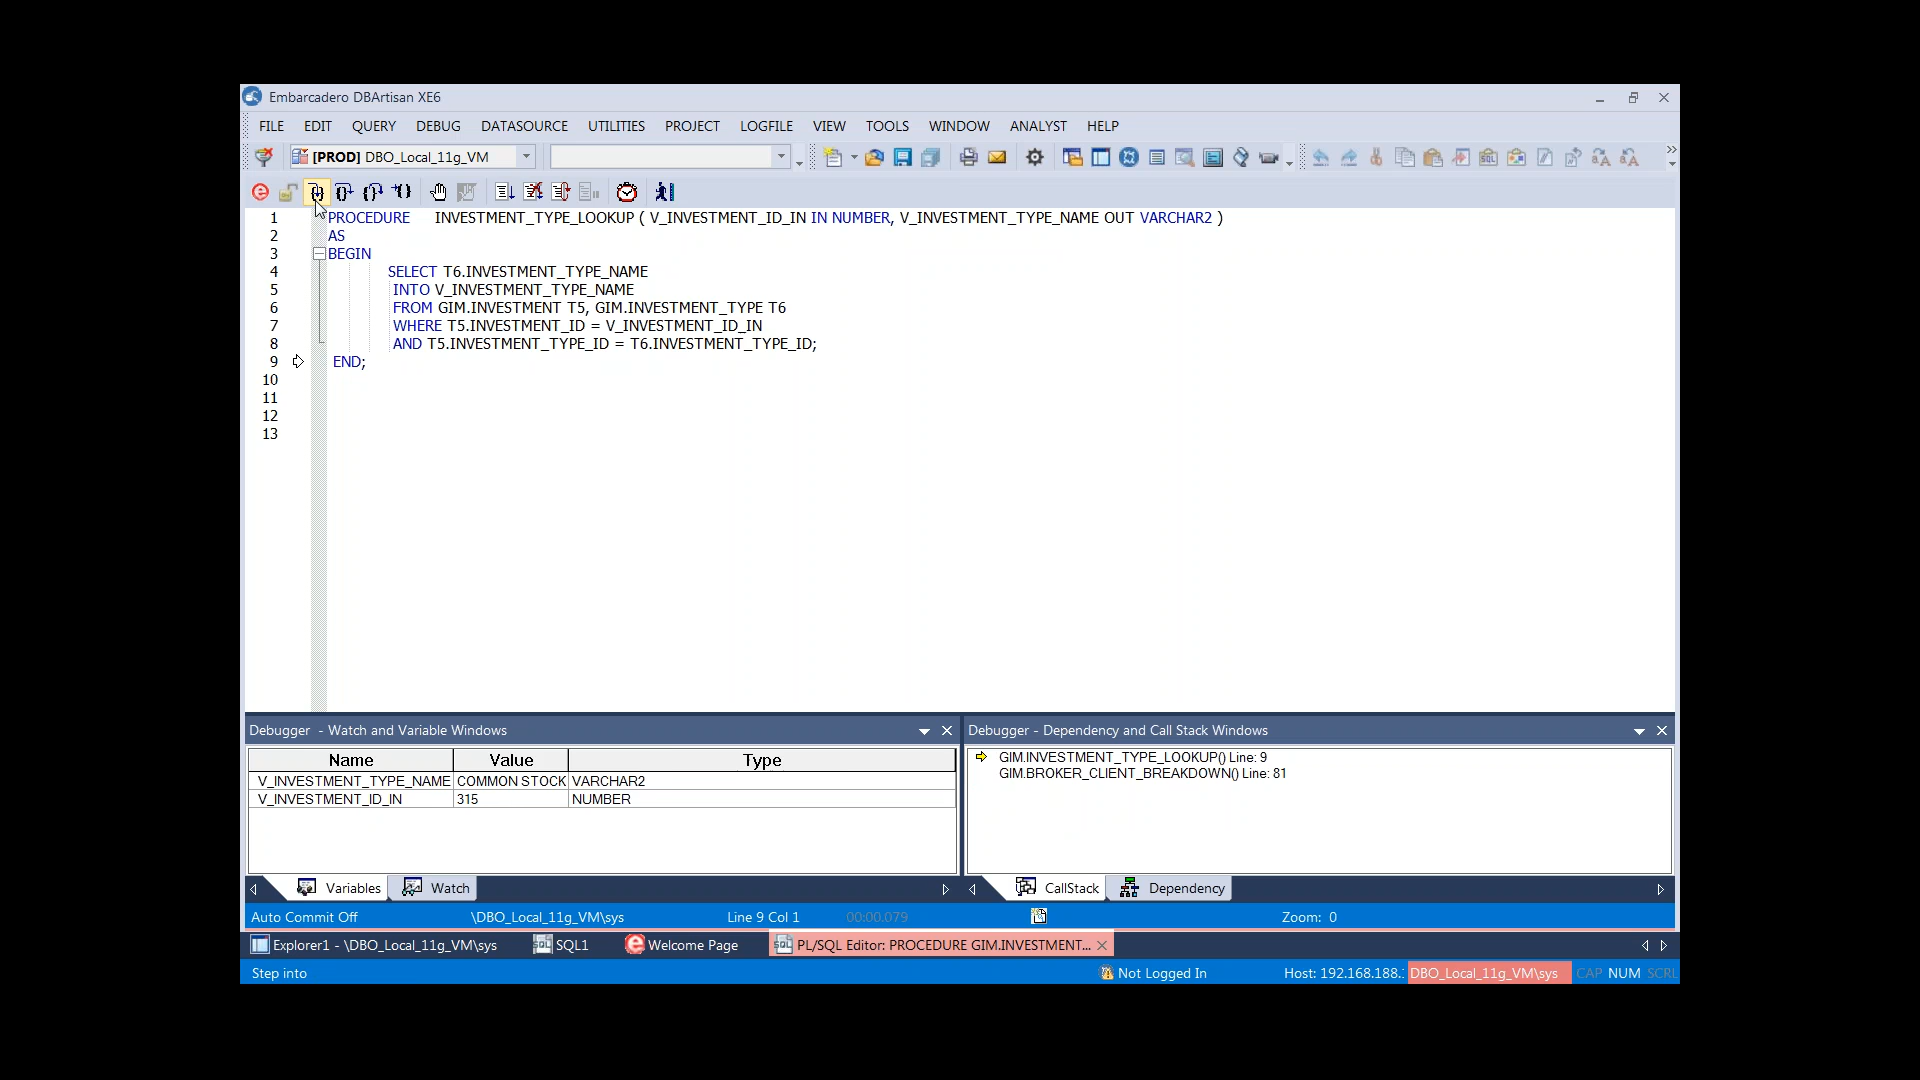 Embarcadero DBArtisan XE6
FILE EDIT QUERY DEBUG DATASOURCE UTILITIES PROJECT LOGFILE VIEW TOOLS WINDOW ANALYST HELP
[PROD] DBO_Local_11g_VM
1 PROCEDURE INVESTMENT_TYPE_LOOKUP ( V_INVESTMENT_ID_IN IN NUMBER, V_INVESTMENT_TYPE_NAME OUT VARCHAR2 )
2 AS
3 BEGIN
4 SELECT T6.INVESTMENT_TYPE_NAME
5 INTO V_INVESTMENT_TYPE_NAME
6 FROM GIM.INVESTMENT T5, GIM.INVESTMENT_TYPE T6
7 WHERE T5.INVESTMENT_ID = V_INVESTMENT_ID_IN
8 AND T5.INVESTMENT_TYPE_ID = T6.INVESTMENT_TYPE_ID;
9 END;
10
11
12
13
Debugger - Watch and Variable Windows
Name Value Type
V_INVESTMENT_TYPE_NAME COMMON STOCK VARCHAR2
V_INVESTMENT_ID_IN 315 NUMBER
Variables Watch
Debugger - Dependency and Call Stack Windows
GIM.INVESTMENT_TYPE_LOOKUP() Line: 9
GIM.BROKER_CLIENT_BREAKDOWN() Line: 81
CallStack Dependency
Auto Commit Off \DBO_Local_11g_VM\sys Line 9 Col 1 00:00.079 Zoom: 0
Explorer1 - \DBO_Local_11g_VM\sys SQL1 Welcome Page PL/SQL Editor: PROCEDURE GIM.INVESTMENT...
Step into Not Logged In Host: 192.168.188.: DBO_Local_11g_VM\sys CAP NUM SCRL